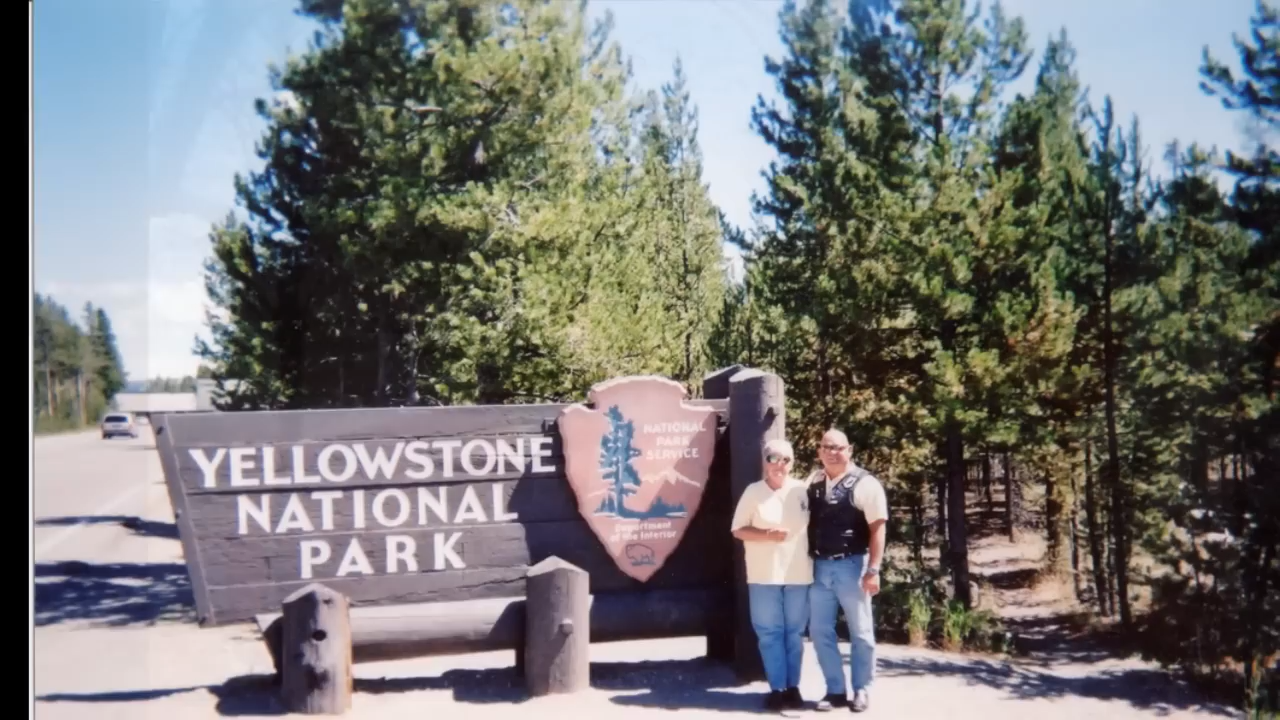 YELLOWSTONE
NATIONAL
PARK
NATIONAL
PARK
SERVICE
Department
of the Interior